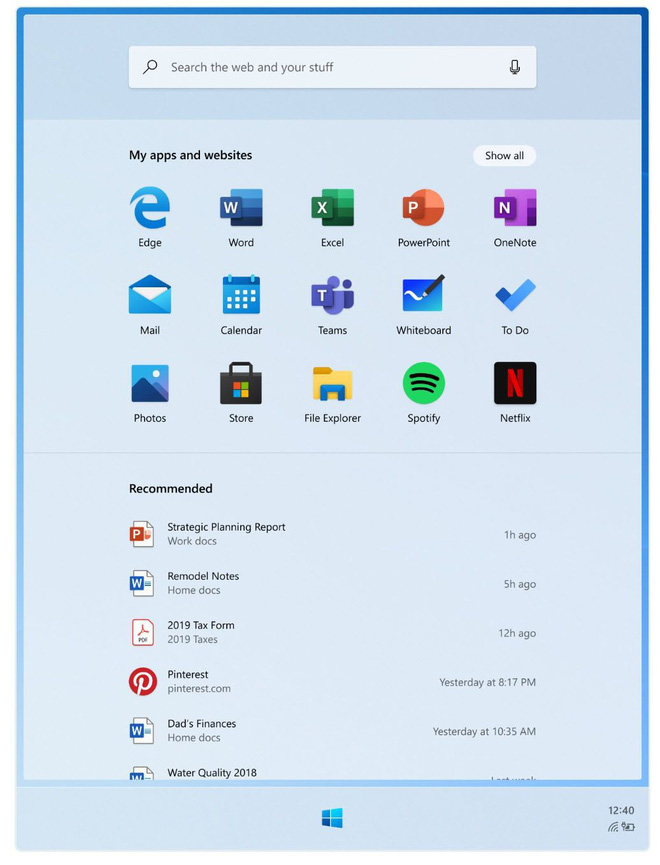 Search the web and your stuff
My apps and websites
Show all
Edge
Word
Excel
PowerPoint
OneNote
Mail
Calendar
Teams
Whiteboard
To Do
Photos
Store
File Explorer
Spotify
Netflix
Recommended
Strategic Planning Report
Work docs
1h ago
Remodel Notes
Home docs
5h ago
PDF
2019 Tax Form
2019 Taxes
12h ago
Pinterest
pinterest.com
Yesterday at 8:17 PM
Dad's Finances
Home docs
Yesterday at 10:35 AM
Water Quality 2018
Last week
12:40